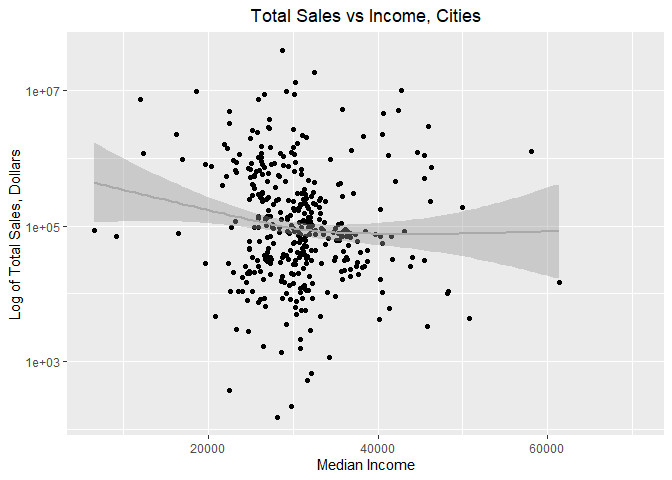 Total Sales vs Income, Cities
Log of Total Sales, Dollars
1e+07
1e+05
1e+03
20000 40000 60000
Median Income